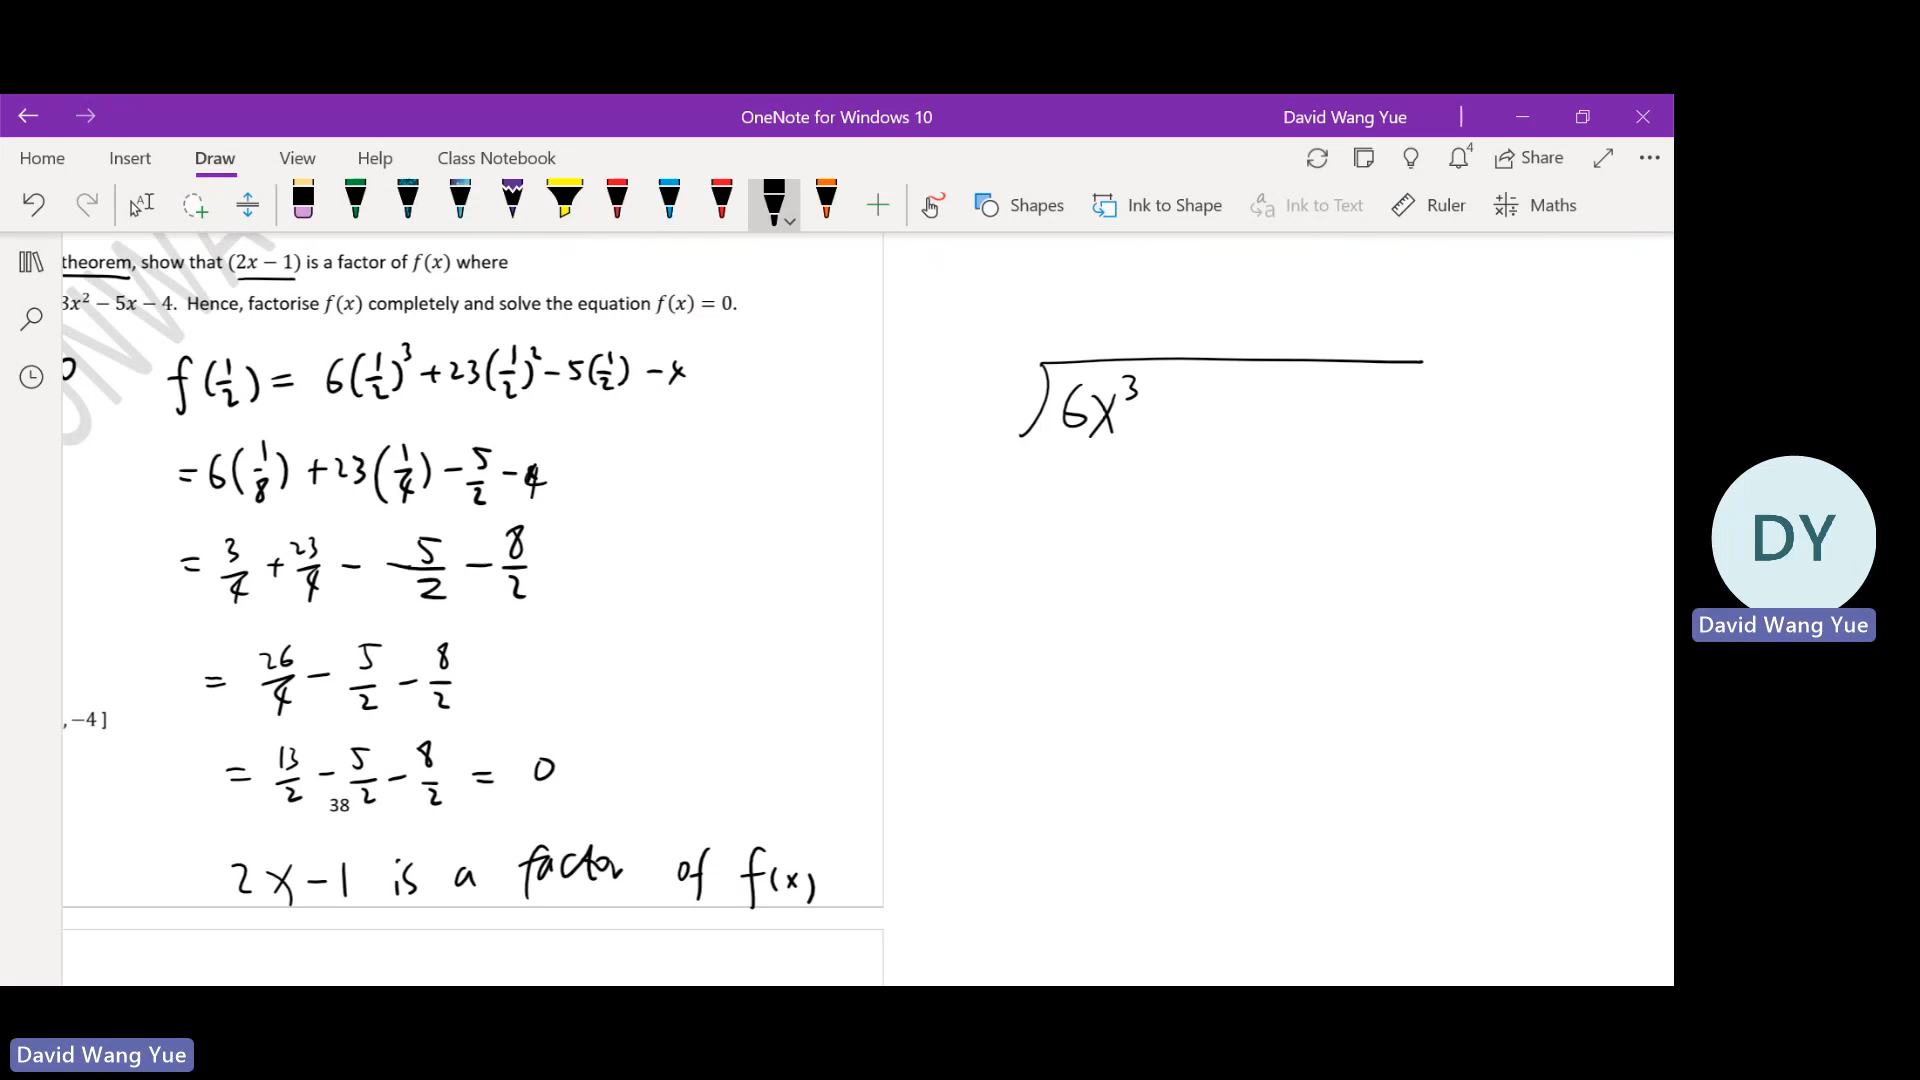 OneNote for Windows 10
David Wang Yue
Home Insert Draw View Help Class Notebook
4 Share
Shapes Ink to Shape Ink to Text Ruler Maths
theorem, show that (2x − 1) is a factor of f(x) where
3x² − 5x − 4. Hence, factorise f(x) completely and solve the equation f(x) = 0.
0 f(1/2) = 6(1/2)³ + 23(1/2)² − 5(1/2) − 4
= 6(1/8) + 23(1/4) − 5/2 − 4
= 3/4 + 23/4 − − 5/2 − 8/2
= 26/4 − 5/2 − 8/2
, −4 ]
= 13/2 − 5/2 − 8/2 = 0
38
2x − 1 is a factor of f(x)
6x³
DY
David Wang Yue
David Wang Yue